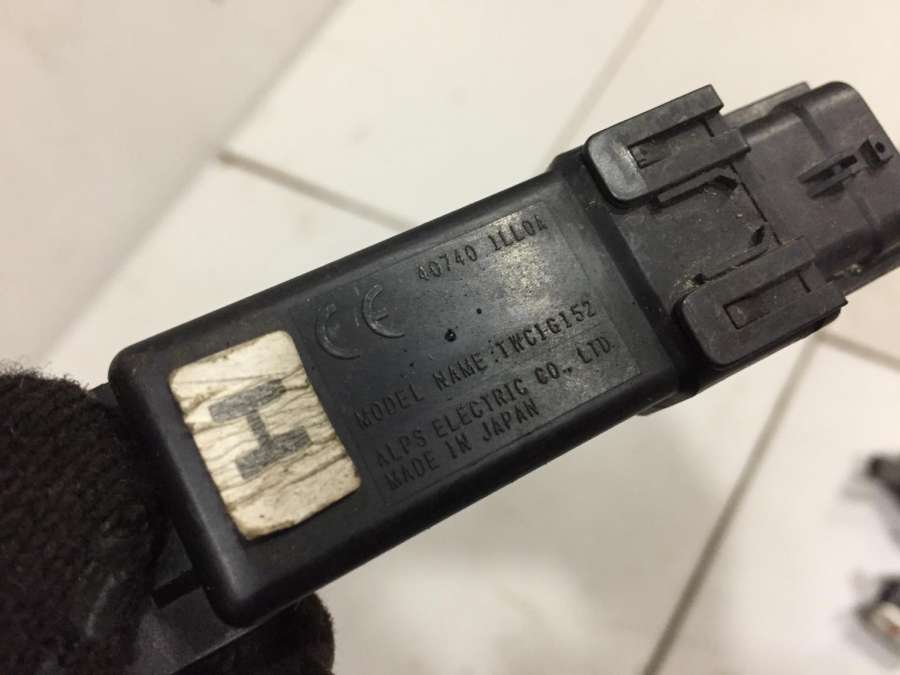 CE 40740 1LL0A
MODEL NAME:TWC1G152
ALPS ELECTRIC CO., LTD.
MADE IN JAPAN
H